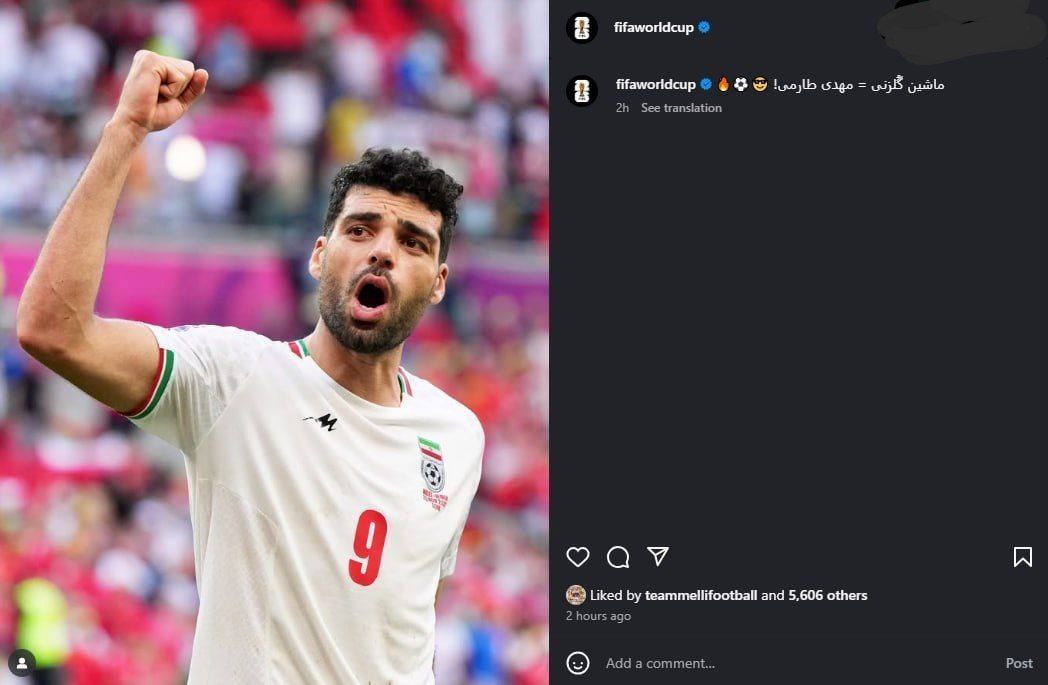 9
fifaworldcup
fifaworldcup ماشین گُلزنی = مهدی طارمی! 😎⚽🔥
2h See translation
Liked by teammellifootball and 5,606 others
2 hours ago
Add a comment... Post